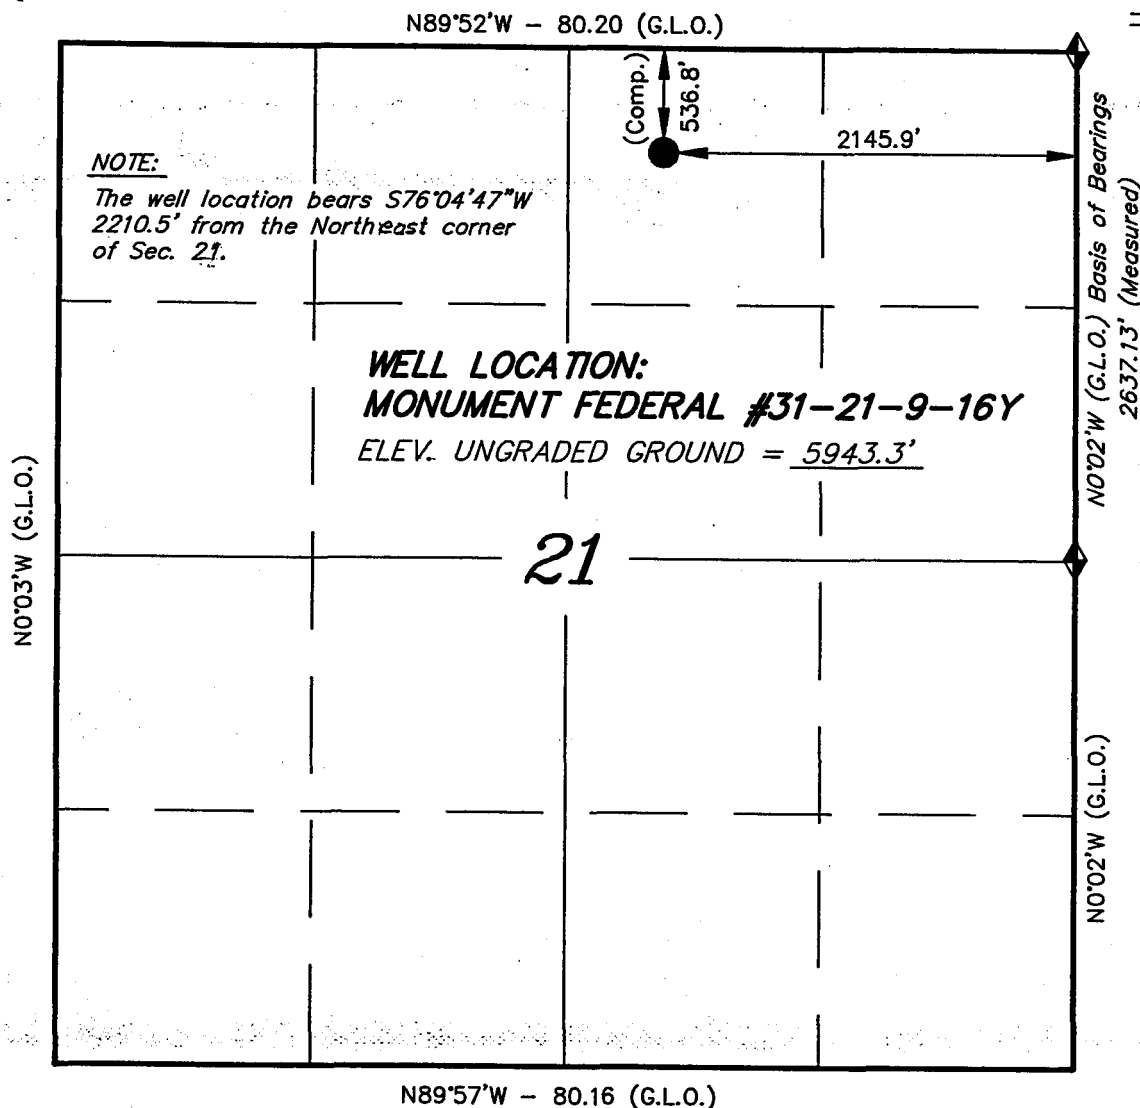 N89°52'W - 80.20 (G.L.O.)
(Comp.)
536.8'
2145.9'
NOTE:
The well location bears S76°04'47"W
2210.5' from the Northeast corner
of Sec. 21.
N0°02'W (G.L.O.) Basis of Bearings
2637.13' (Measured)
WELL LOCATION:
MONUMENT FEDERAL #31-21-9-16Y
ELEV. UNGRADED GROUND = 5943.3'
N0°03'W (G.L.O.)
21
N0°02'W (G.L.O.)
N89°57'W - 80.16 (G.L.O.)